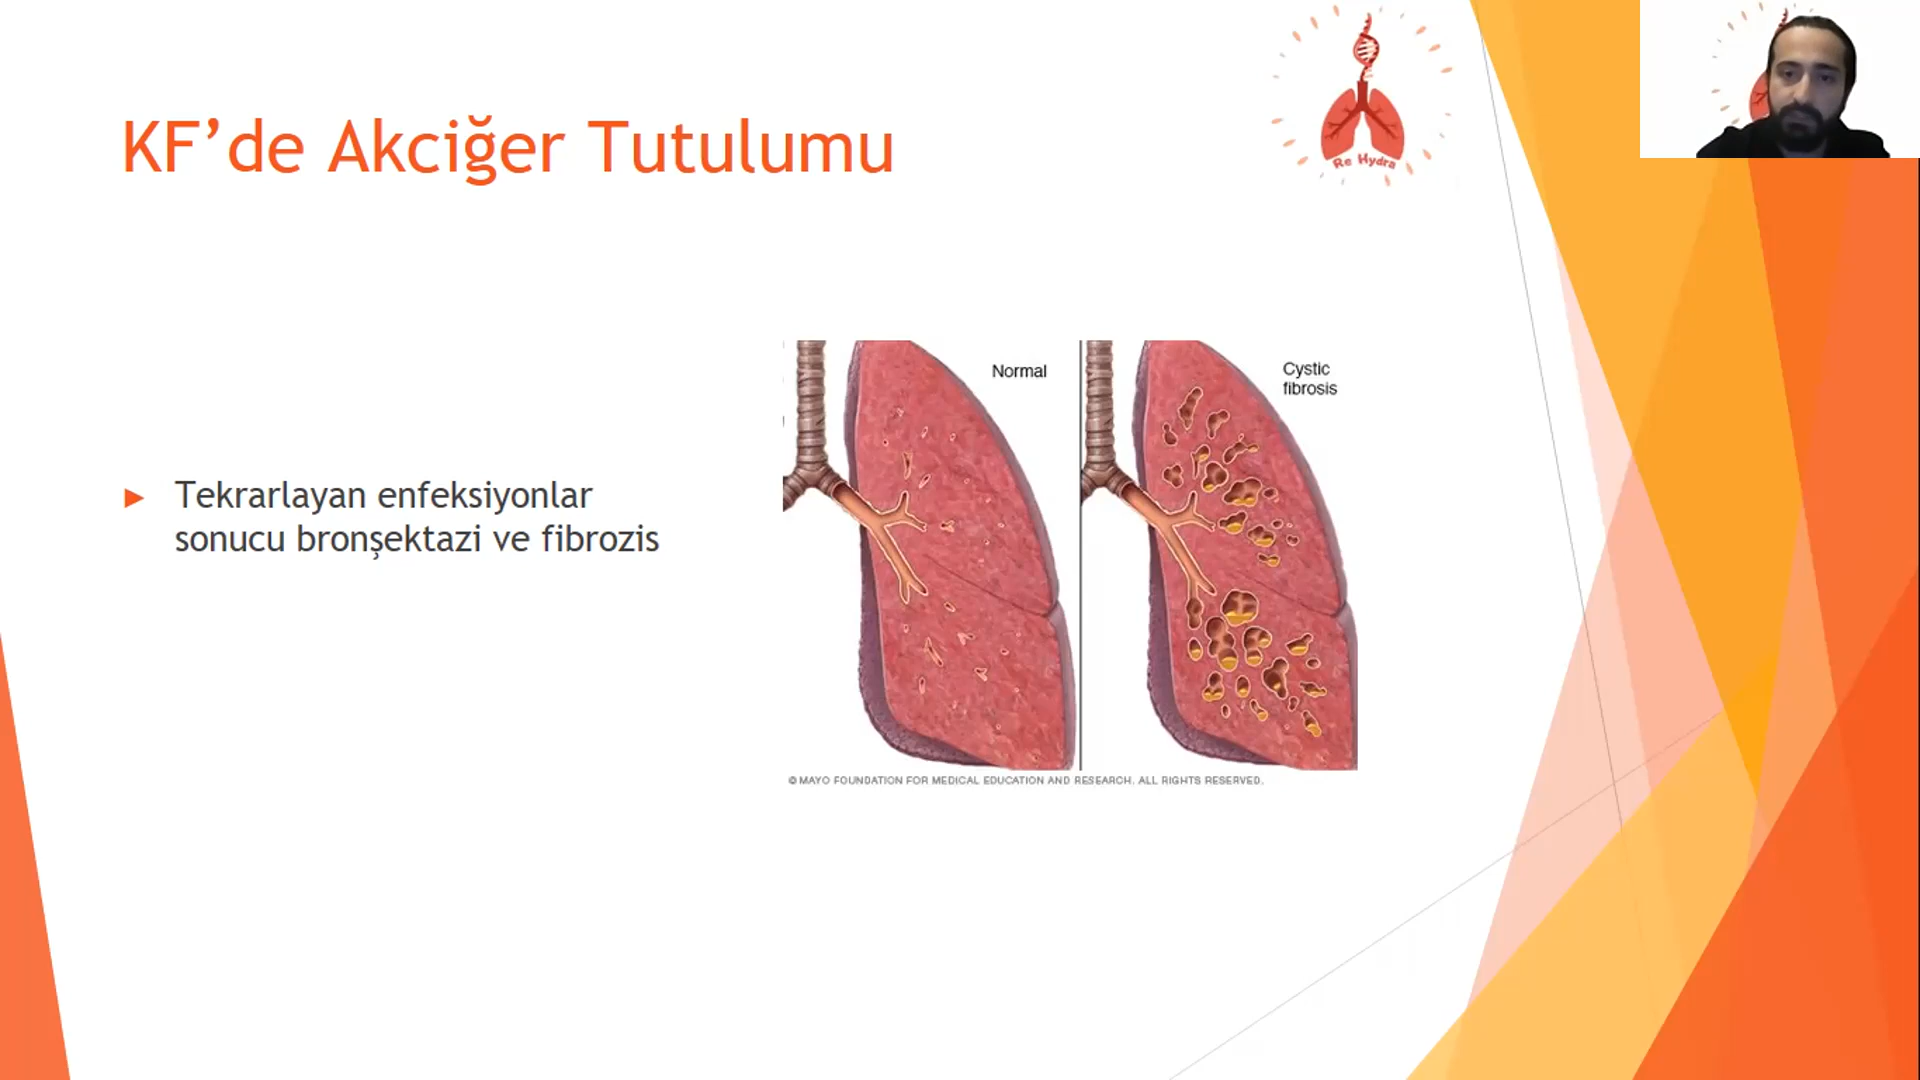 KF’de Akciğer Tutulumu
Re Hydra
Normal
Cystic
fibrosis
► Tekrarlayan enfeksiyonlar
sonucu bronşektazi ve fibrozis
© MAYO FOUNDATION FOR MEDICAL EDUCATION AND RESEARCH. ALL RIGHTS RESERVED.